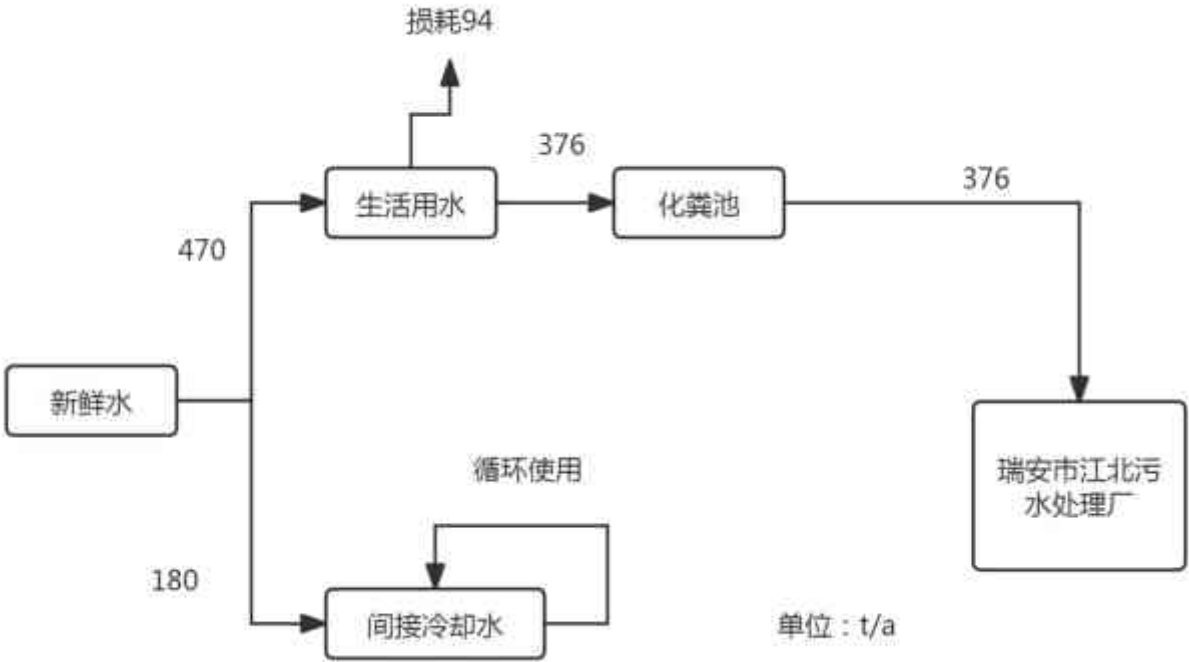 损耗94
376
生活用水
化粪池
376
470
新鲜水
循环使用
瑞安市江北污
水处理厂
180
间接冷却水
单位：t/a